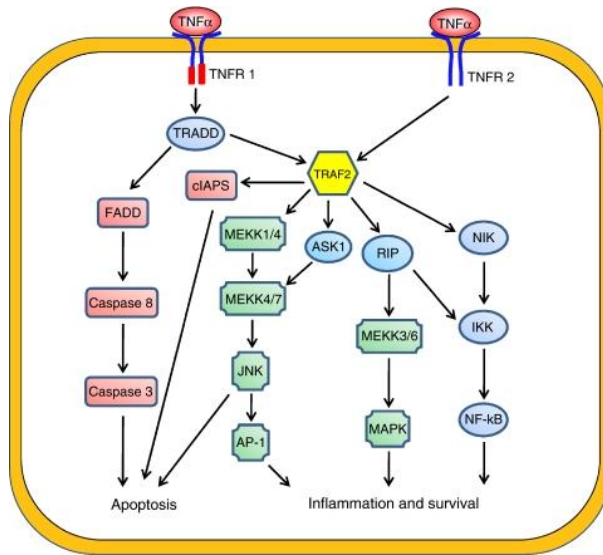 TNFα
TNFα
TNFR 1
TNFR 2
TRADD
TRAF2
cIAPS
FADD
MEKK1/4
ASK1
RIP
NIK
Caspase 8
MEKK4/7
MEKK3/6
IKK
Caspase 3
JNK
AP-1
MAPK
NF-kB
Apoptosis
Inflammation and survival